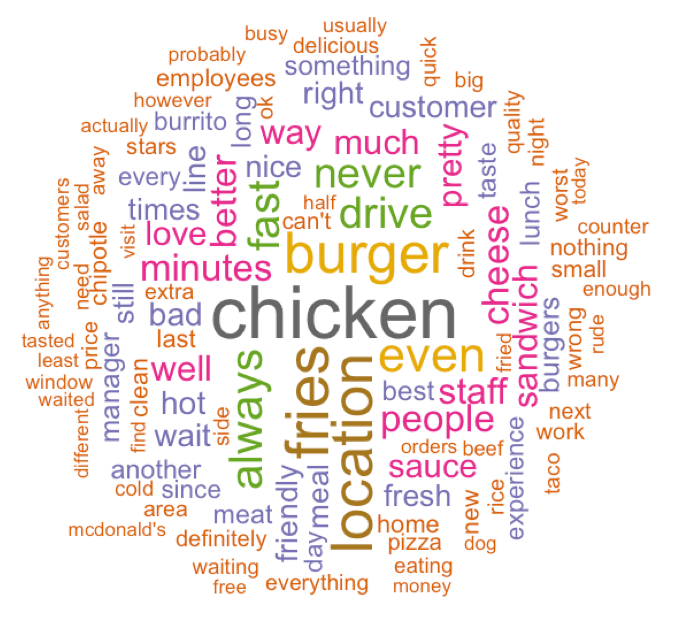 usually
busy
delicious
probably
something
quick
employees
big
however
ok
right
customer
actually
burrito
long
way
much
quality
stars
night
every
line
nice
never
pretty
taste
away
better
fast
half
worst
today
customers
salad
times
can't
drive
lunch
counter
visit
love
burger
drink
nothing
chipotle
minutes
cheese
small
anything
need
still
extra
enough
bad
chicken
sandwich
burgers
wrong
rude
tasted
price
last
least
manager
well
even
fried
many
window
clean
fries
location
best
staff
waited
hot
always
people
next
different
find
wait
side
orders
beef
work
another
sauce
experience
taco
cold
since
friendly
meal
fresh
new
rice
area
meat
day
home
mcdonald's
definitely
pizza
dog
waiting
eating
free
everything
money